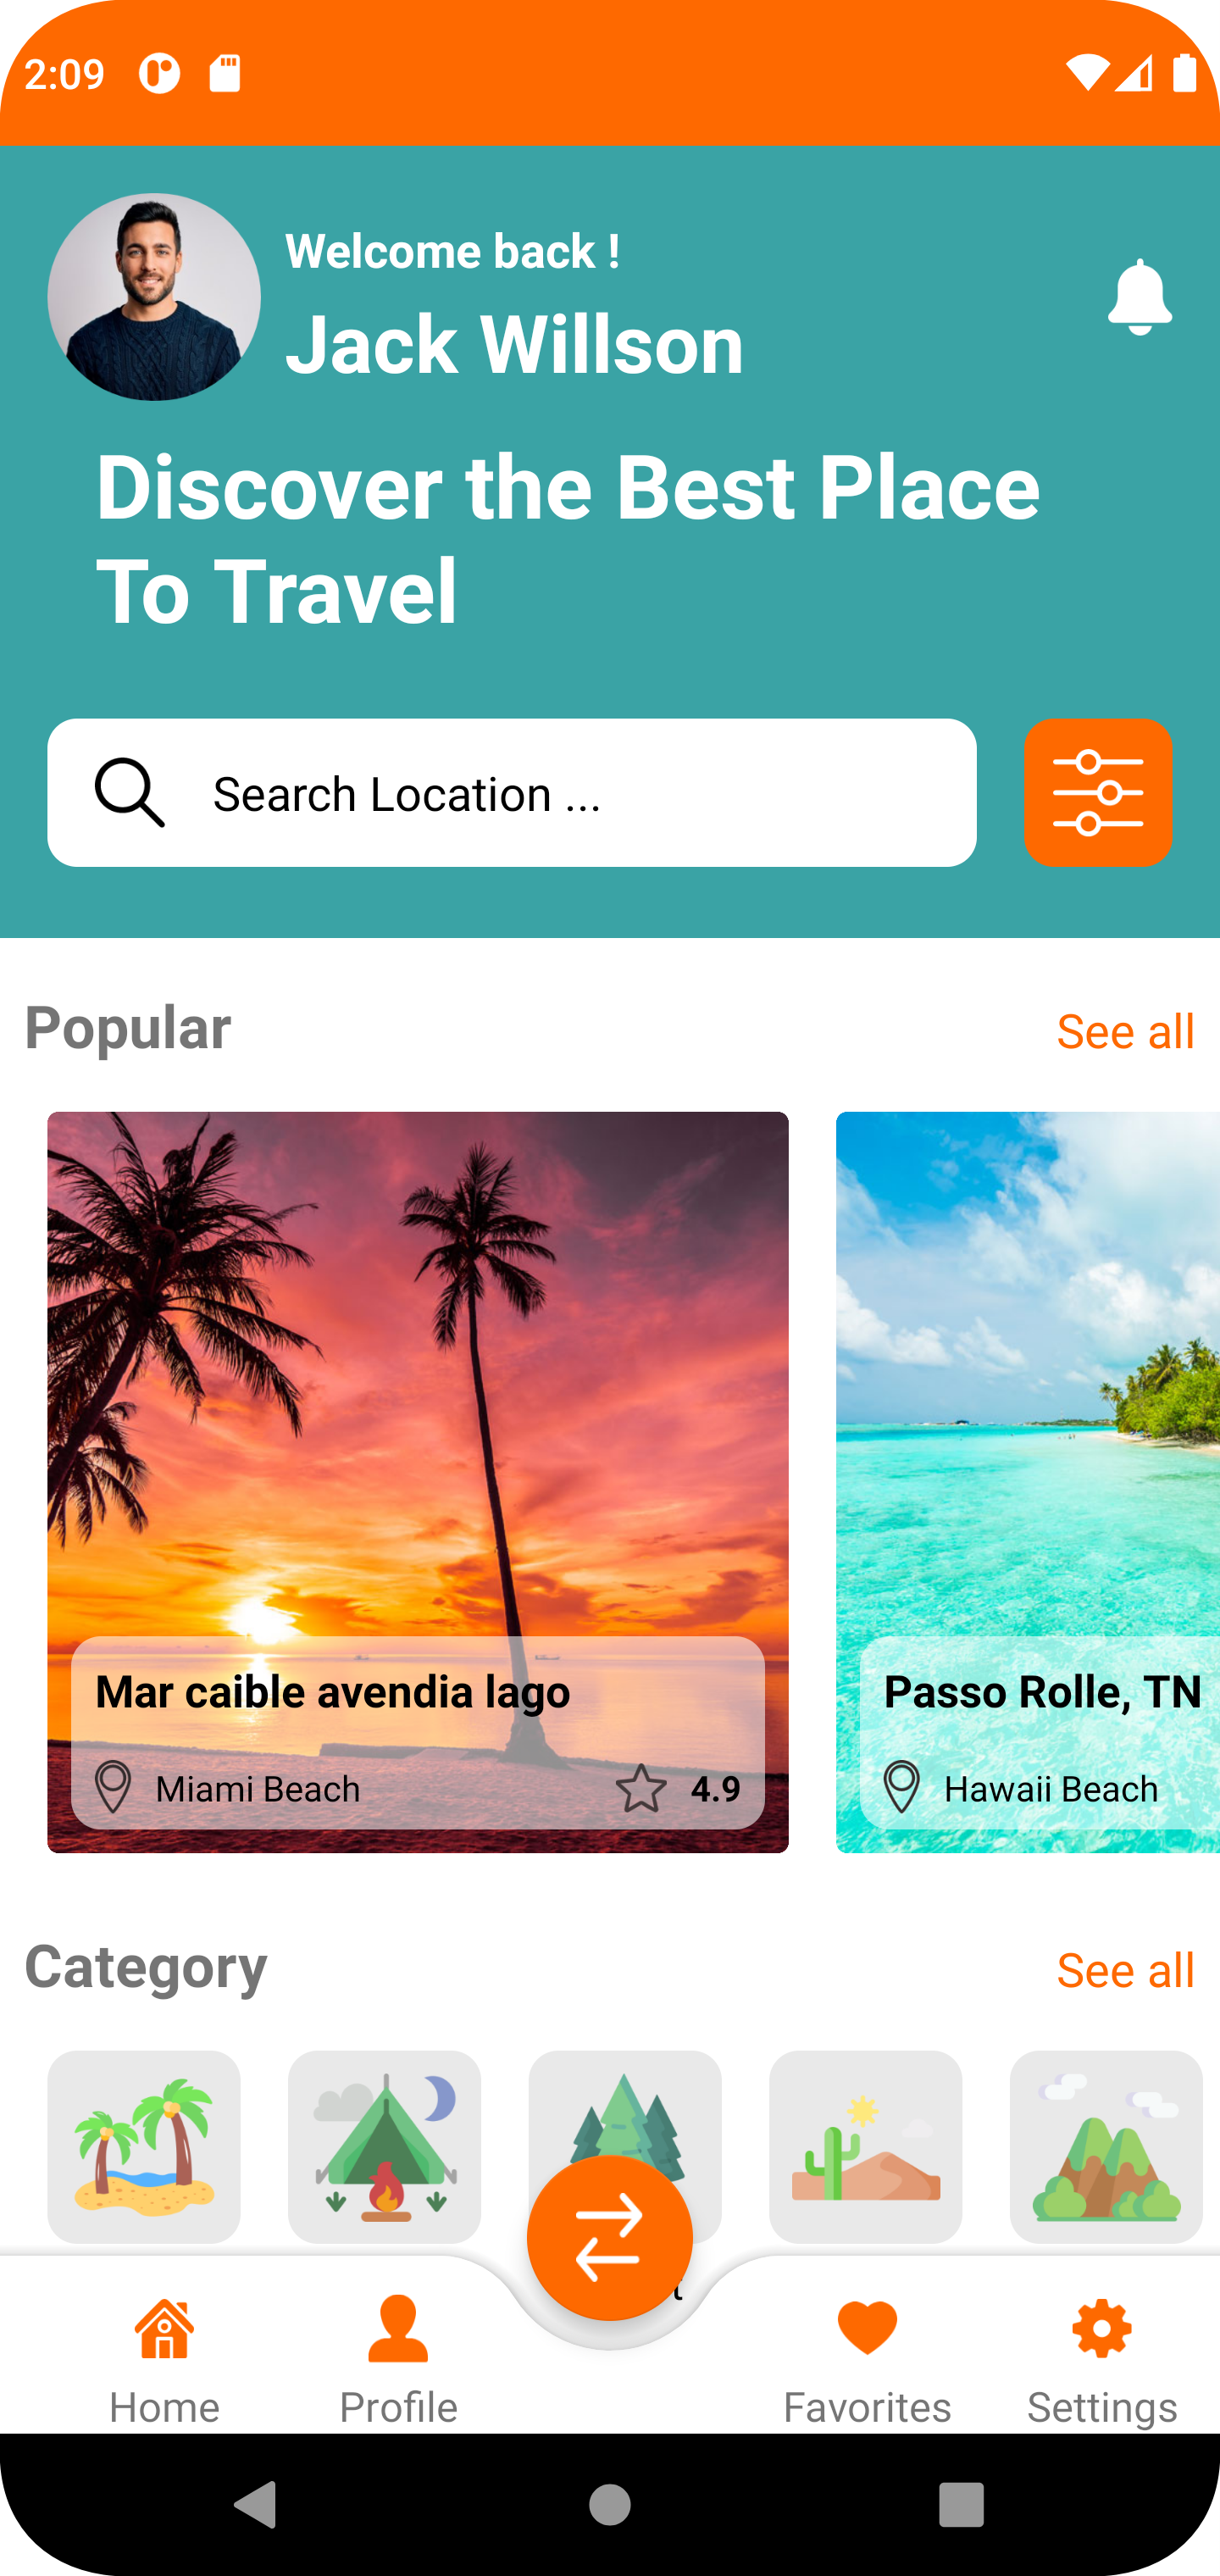 2:09
Welcome back !
Jack Willson
Discover the Best Place
To Travel
Search Location ...
Popular
See all
Mar caible avendia lago
Miami Beach
4.9
Passo Rolle, TN
Hawaii Beach
Category
See all
Home
Profile
Favorites
Settings